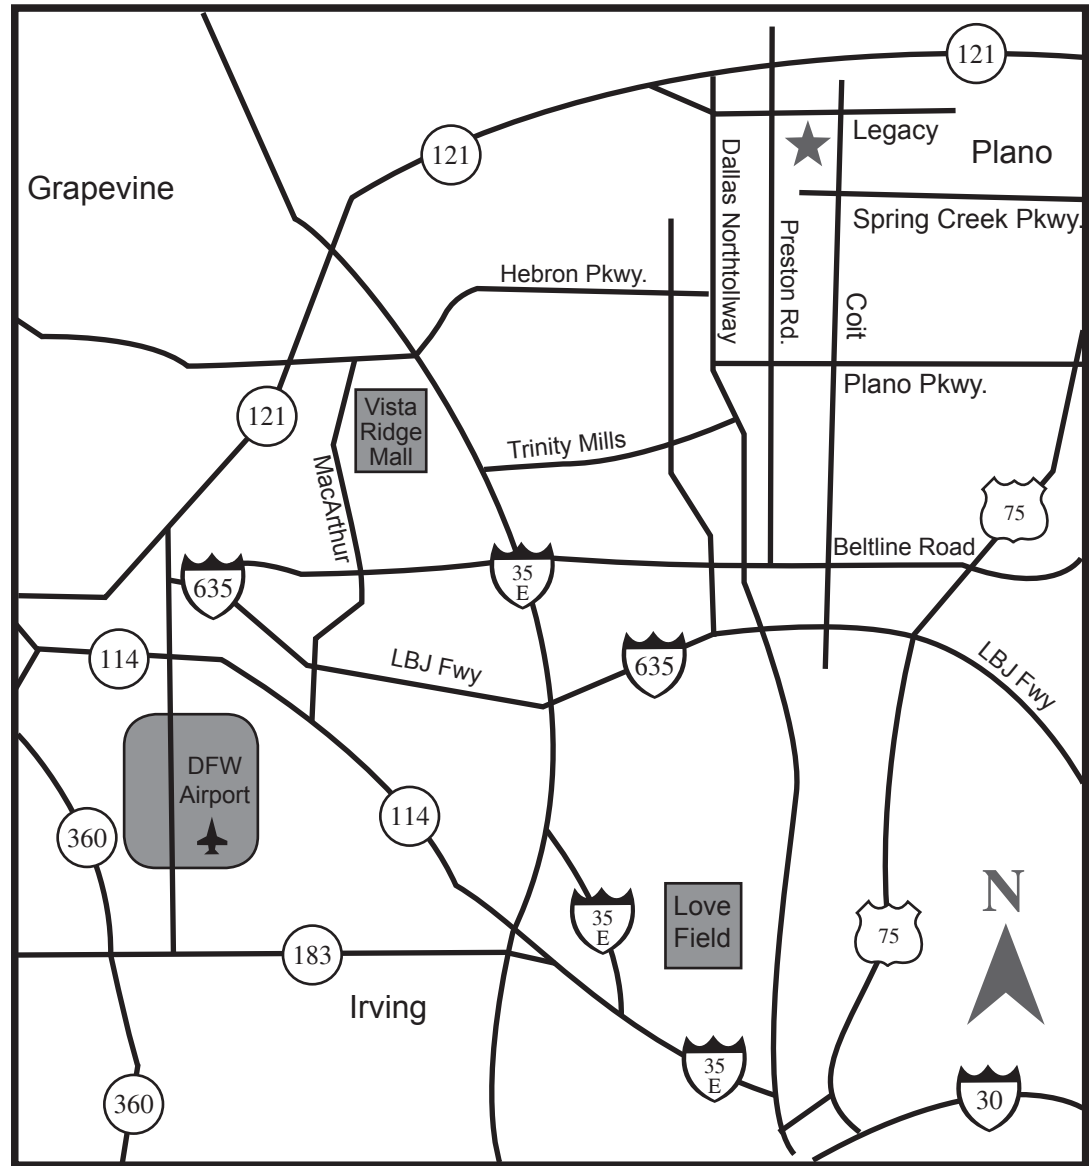 121
Legacy
Plano
121
Grapevine
Dallas Northtollway
Preston Rd.
Spring Creek Pkwy.
Hebron Pkwy.
Coit
Plano Pkwy.
121
Vista
Ridge
Mall
Trinity Mills
MacArthur
75
Beltline Road
635
35
E
114
LBJ Fwy
635
LBJ Fwy
DFW
Airport
360
114
N
35
E
Love
Field
75
183
Irving
35
E
360
30